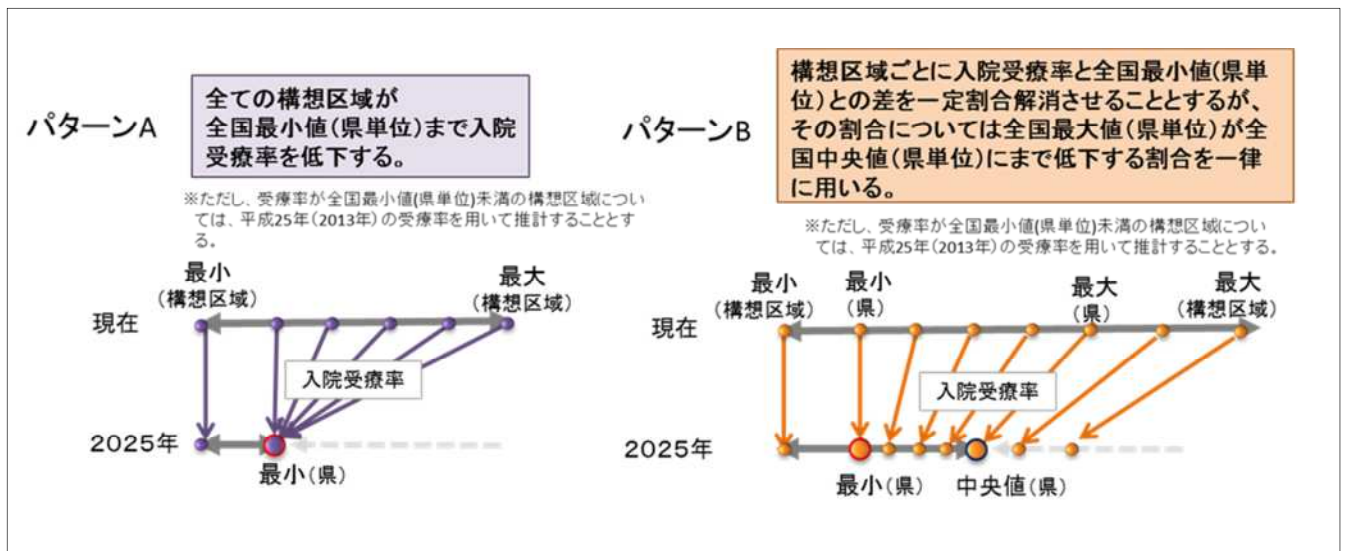 パターンA
全ての構想区域が
全国最小値(県単位)まで入院
受療率を低下する。
※ただし、受療率が全国最小値(県単位)未満の構想区域につい
ては、平成25年(2013年)の受療率を用いて推計することとす
る。
最小
(構想区域)
最大
(構想区域)
現在
入院受療率
2025年
最小(県)
パターンB
構想区域ごとに入院受療率と全国最小値(県単
位)との差を一定割合解消させることとするが、
その割合については全国最大値(県単位)が全
国中央値(県単位)にまで低下する割合を一律
に用いる。
※ただし、受療率が全国最小値(県単位)未満の構想区域につい
ては、平成25年(2013年)の受療率を用いて推計することとする。
最小
(構想区域)
最小
(県)
最大
(県)
最大
(構想区域)
現在
入院受療率
2025年
最小(県)
中央値(県)